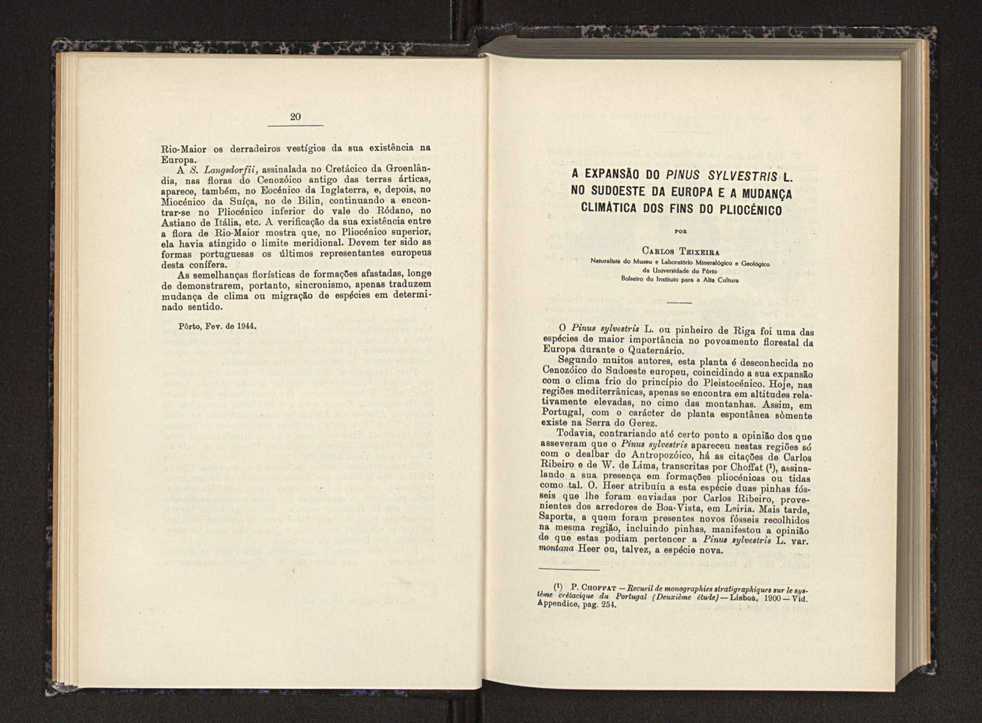 20
Rio-Maior os derradeiros vestígios da sua existência na
Europa.
A S. Langsdorfii, assinalada no Cretácico da Groenlân-
dia, nas floras do Cenozóico antigo das terras árticas,
aparece, também, no Eocénico da Inglaterra, e, depois, no
Miocénico da Suíça, no de Bilin, continuando a encon-
trar-se no Pliocénico inferior do vale do Ródano, no
Astiano de Itália, etc. A verificação da sua existência entre
a flora de Rio-Maior mostra que, no Pliocénico superior,
ela havia atingido o limite meridional. Devem ter sido as
formas portuguesas os últimos representantes europeus
desta conífera.
As semelhanças florísticas de formações afastadas, longe
de demonstrarem, portanto, sincronismo, apenas traduzem
mudança de clima ou migração de espécies em determi-
nado sentido.
Pôrto, Fev. de 1944.
A EXPANSÃO DO PINUS SYLVESTRIS L.
NO SUDOESTE DA EUROPA E A MUDANÇA
CLIMÁTICA DOS FINS DO PLIOCÉNICO
POR
CARLOS TEIXEIRA
Naturalista do Museu e Laboratório Mineralógico e Geológico
da Universidade do Pôrto
Bolseiro do Instituto para a Alta Cultura
O Pinus sylvestris L. ou pinheiro de Riga foi uma das
espécies de maior importância no povoamento florestal da
Europa durante o Quaternário.
Segundo muitos autores, esta planta é desconhecida no
Cenozóico do Sudoeste europeu, coincidindo a sua expansão
com o clima frio do princípio do Pleistocénico. Hoje, nas
regiões mediterrânicas, apenas se encontra em altitudes rela-
tivamente elevadas, no cimo das montanhas. Assim, em
Portugal, com o carácter de planta espontânea sòmente
existe na Serra do Gerez.
Todavia, contrariando até certo ponto a opinião dos que
asseveram que o Pinus sylvestris apareceu nestas regiões só
com o dealbar do Antropozóico, há as citações de Carlos
Ribeiro e de W. de Lima, transcritas por Choffat (¹), assina-
lando a sua presença em formações pliocénicas ou tidas
como tal. O. Heer atribuíu a esta espécie duas pinhas fós-
seis que lhe foram enviadas por Carlos Ribeiro, prove-
nientes dos arredores de Boa-Vista, em Leiria. Mais tarde,
Saporta, a quem foram presentes novos fósseis recolhidos
na mesma região, incluindo pinhas, manifestou a opinião
de que estas podiam pertencer a Pinus sylvestris L. var.
montana Heer ou, talvez, a espécie nova.
(¹) P. CHOFFAT — Recueil de monographies stratigraphiques sur le sys-
tème crétacique du Portugal (Deuxième étude) — Lisboa, 1900 — Vid.
Appendice, pag. 254.